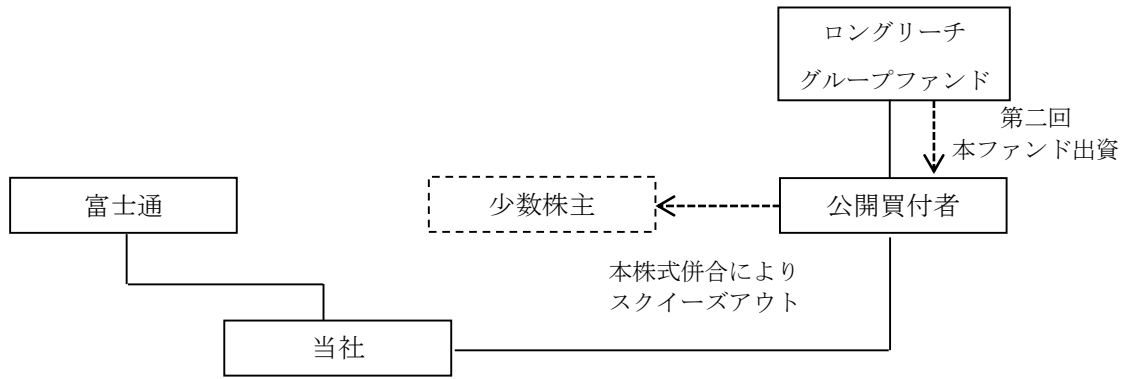 ロングリーチ
グループファンド
第二回
本ファンド出資
富士通
少数株主
公開買付者
本株式併合により
スクイーズアウト
当社